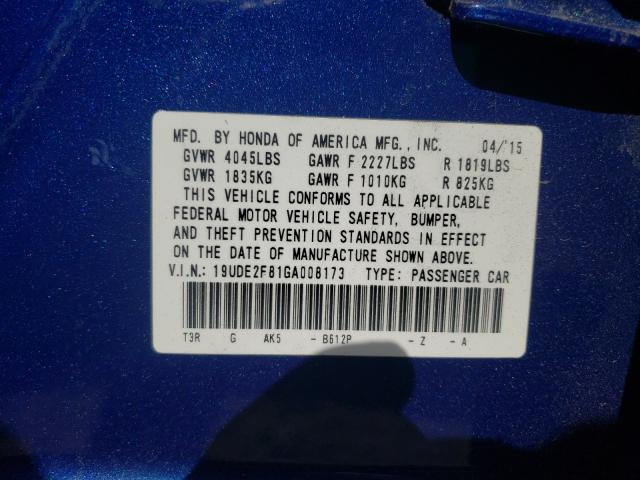 MFD. BY HONDA OF AMERICA MFG., INC. 04/'15
GVWR 4045LBS GAWR F 2227LBS R 1819LBS
GVWR 1835KG GAWR F 1010KG R 825KG
THIS VEHICLE CONFORMS TO ALL APPLICABLE
FEDERAL MOTOR VEHICLE SAFETY, BUMPER,
AND THEFT PREVENTION STANDARDS IN EFFECT
ON THE DATE OF MANUFACTURE SHOWN ABOVE.
V.I.N.: 19UDE2F81GA008173 TYPE: PASSENGER CAR
T3R G AK5 - B612P - Z - A